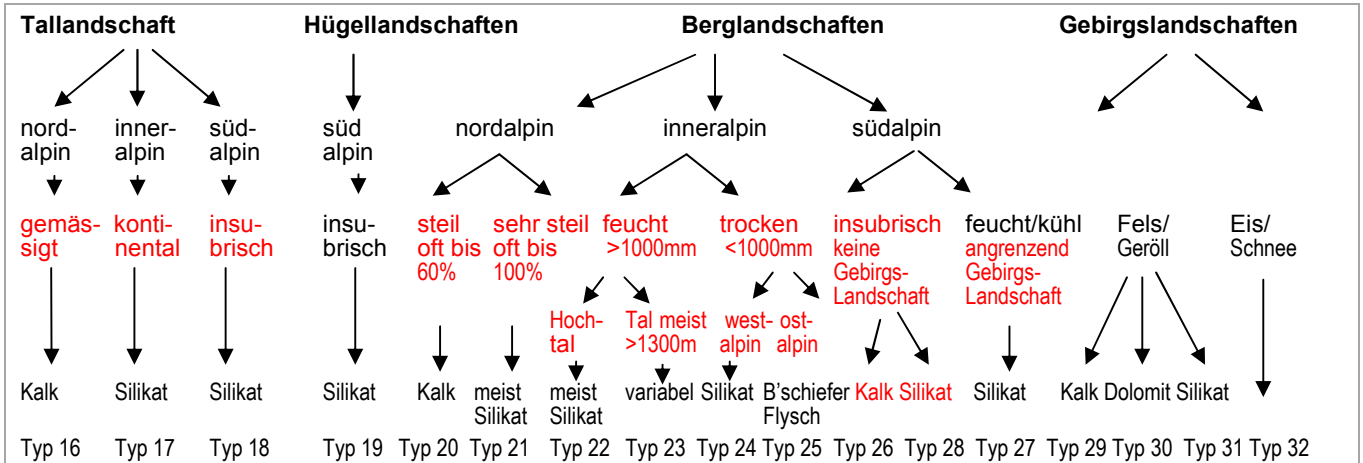 Tallandschaft Hügellandschaften Berglandschaften Gebirgslandschaften
nord- inner- süd- süd nordalpin inneralpin südalpin
alpin alpin alpin alpin
gemäs- konti- insu- insu- steil sehr steil feucht trocken insubrisch feucht/kühl Fels/ Eis/
sigt nental brisch brisch oft bis oft bis >1000mm <1000mm keine angrenzend Geröll Schnee
60% 100% Gebirgs- Gebirgs-
Landschaft Landschaft
Hoch- Tal meist west- ost-
tal >1300m alpin alpin
Kalk Silikat Silikat Silikat Kalk meist meist variabel Silikat B'schiefer Kalk Silikat Silikat Kalk Dolomit Silikat
Silikat Silikat Flysch
Typ 16 Typ 17 Typ 18 Typ 19 Typ 20 Typ 21 Typ 22 Typ 23 Typ 24 Typ 25 Typ 26 Typ 28 Typ 27 Typ 29 Typ 30 Typ 31 Typ 32